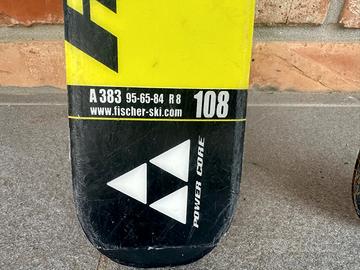 A 383 95-65-84 R 8 108
www.fischer-ski.com
POWER CORE